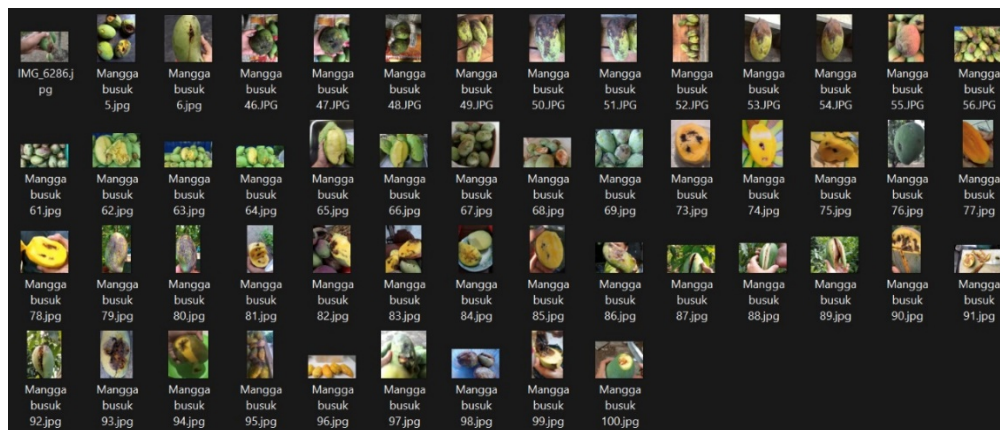 IMG_6286.j
pg
Mangga
busuk
5.jpg
Mangga
busuk
6.jpg
Mangga
busuk
46.JPG
Mangga
busuk
47.JPG
Mangga
busuk
48.JPG
Mangga
busuk
49.JPG
Mangga
busuk
50.JPG
Mangga
busuk
51.JPG
Mangga
busuk
52.JPG
Mangga
busuk
53.JPG
Mangga
busuk
54.JPG
Mangga
busuk
55.JPG
Mangga
busuk
56.JPG
Mangga
busuk
61.jpg
Mangga
busuk
62.jpg
Mangga
busuk
63.jpg
Mangga
busuk
64.jpg
Mangga
busuk
65.jpg
Mangga
busuk
66.jpg
Mangga
busuk
67.jpg
Mangga
busuk
68.jpg
Mangga
busuk
69.jpg
Mangga
busuk
73.jpg
Mangga
busuk
74.jpg
Mangga
busuk
75.jpg
Mangga
busuk
76.jpg
Mangga
busuk
77.jpg
Mangga
busuk
78.jpg
Mangga
busuk
79.jpg
Mangga
busuk
80.jpg
Mangga
busuk
81.jpg
Mangga
busuk
82.jpg
Mangga
busuk
83.jpg
Mangga
busuk
84.jpg
Mangga
busuk
85.jpg
Mangga
busuk
86.jpg
Mangga
busuk
87.jpg
Mangga
busuk
88.jpg
Mangga
busuk
89.jpg
Mangga
busuk
90.jpg
Mangga
busuk
91.jpg
Mangga
busuk
92.jpg
Mangga
busuk
93.jpg
Mangga
busuk
94.jpg
Mangga
busuk
95.jpg
Mangga
busuk
96.jpg
Mangga
busuk
97.jpg
Mangga
busuk
98.jpg
Mangga
busuk
99.jpg
Mangga
busuk
100.jpg